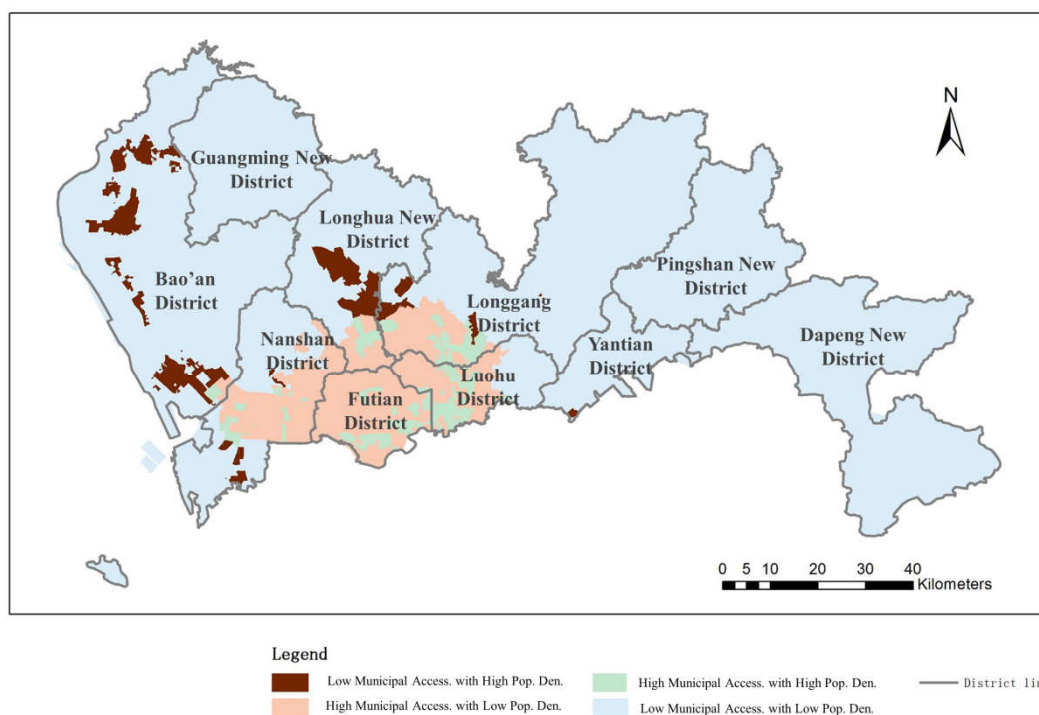 N
Guangming New
District
Longhua New
District
Bao'an
District
Pingshan New
District
Longgang
District
Nanshan
District
Yantian
District
Dapeng New
District
Luohu
District
Futian
District
0 5 10 20 30 40
Kilometers
Legend
Low Municipal Access. with High Pop. Den.
High Municipal Access. with High Pop. Den.
District lin
High Municipal Access. with Low Pop. Den.
Low Municipal Access. with Low Pop. Den.